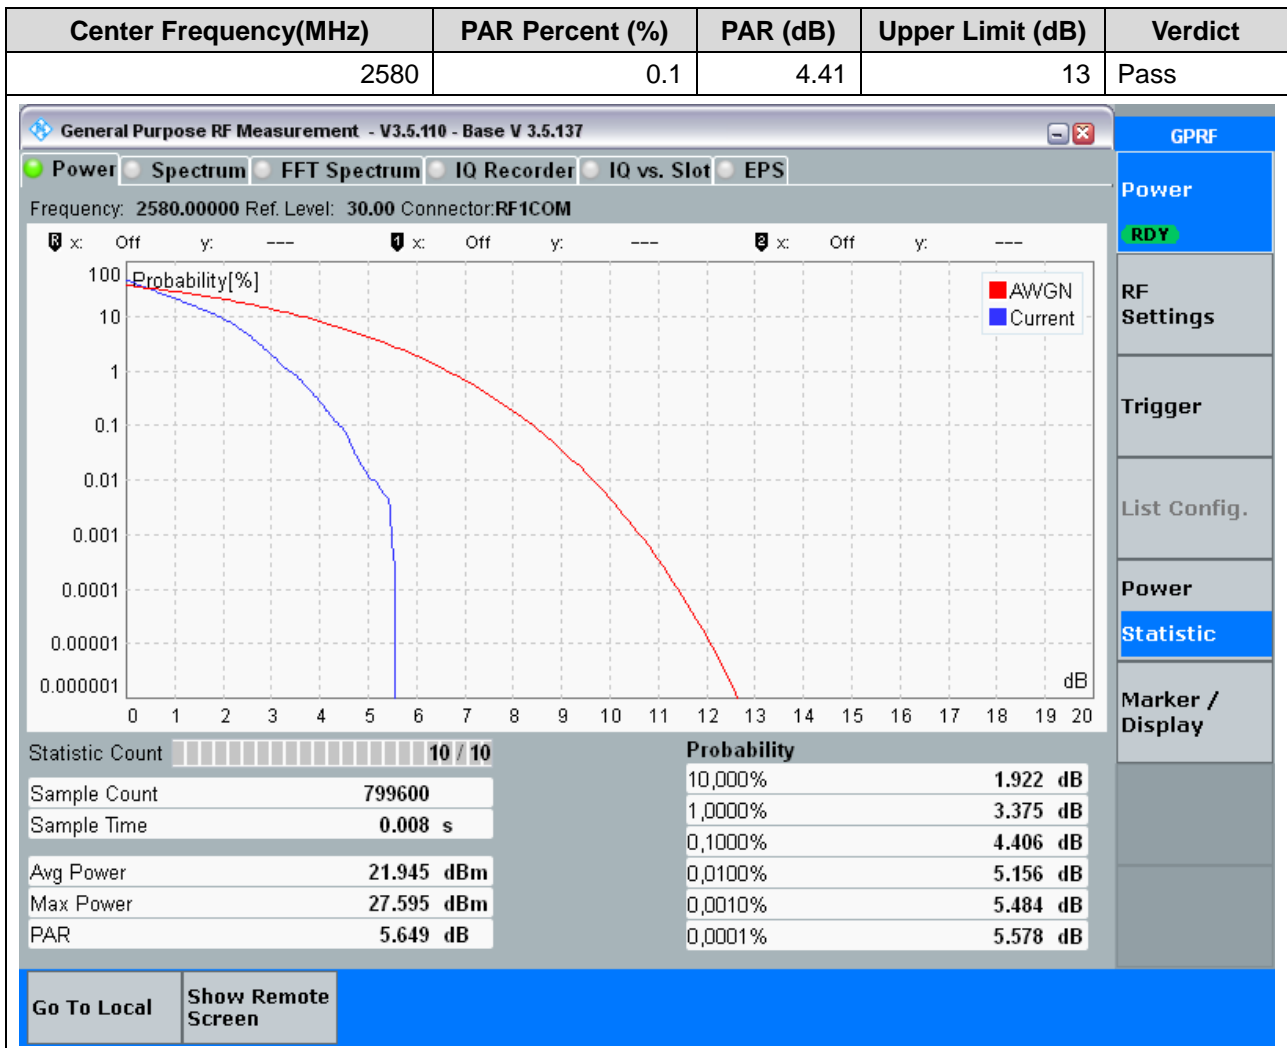 Center Frequency(MHz) PAR Percent (%) PAR (dB) Upper Limit (dB) Verdict
2580 0.1 4.41 13 Pass
General Purpose RF Measurement - V3.5.110 - Base V 3.5.137
GPRF
Power Spectrum FFT Spectrum IQ Recorder IQ vs. Slot EPS
Frequency: 2580.00000 Ref. Level: 30.00 Connector:RF1COM
R x: Off y: --- 1 x: Off y: --- 2 x: Off y: ---
Probability[%]
AWGN
Current
100
10
1
0.1
0.01
0.001
0.0001
0.00001
0.000001
dB
0 1 2 3 4 5 6 7 8 9 10 11 12 13 14 15 16 17 18 19 20
Statistic Count 10 / 10
Sample Count 799600
Sample Time 0.008 s
Avg Power 21.945 dBm
Max Power 27.595 dBm
PAR 5.649 dB
Probability
10,000% 1.922 dB
1,0000% 3.375 dB
0,1000% 4.406 dB
0,0100% 5.156 dB
0,0010% 5.484 dB
0,0001% 5.578 dB
Power
RDY
RF
Settings
Trigger
List Config.
Power
Statistic
Marker /
Display
Go To Local
Show Remote
Screen